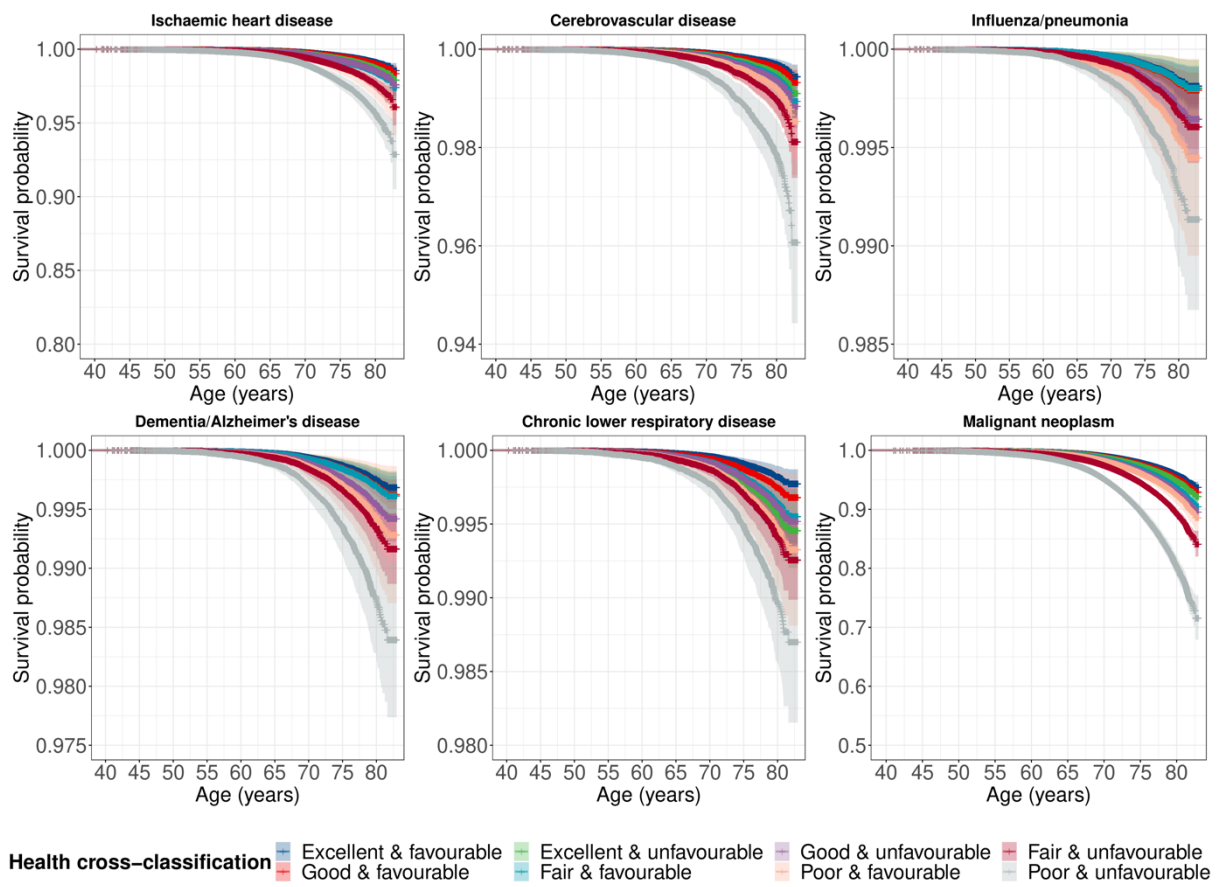 Ischaemic heart disease
Cerebrovascular disease
Influenza/pneumonia
Survival probability
1.00
0.95
0.90
0.85
0.80
40 45 50 55 60 65 70 75 80
Age (years)
Survival probability
1.00
0.98
0.96
0.94
40 45 50 55 60 65 70 75 80
Age (years)
Survival probability
1.000
0.995
0.990
0.985
40 45 50 55 60 65 70 75 80
Age (years)
Dementia/Alzheimer's disease
Chronic lower respiratory disease
Malignant neoplasm
Survival probability
1.000
0.995
0.990
0.985
0.980
0.975
40 45 50 55 60 65 70 75 80
Age (years)
Survival probability
1.000
0.995
0.990
0.985
0.980
40 45 50 55 60 65 70 75 80
Age (years)
Survival probability
1.0
0.9
0.8
0.7
0.6
0.5
40 45 50 55 60 65 70 75 80
Age (years)
Health cross−classification
Excellent & favourable
Good & favourable
Excellent & unfavourable
Fair & favourable
Good & unfavourable
Poor & favourable
Fair & unfavourable
Poor & unfavourable